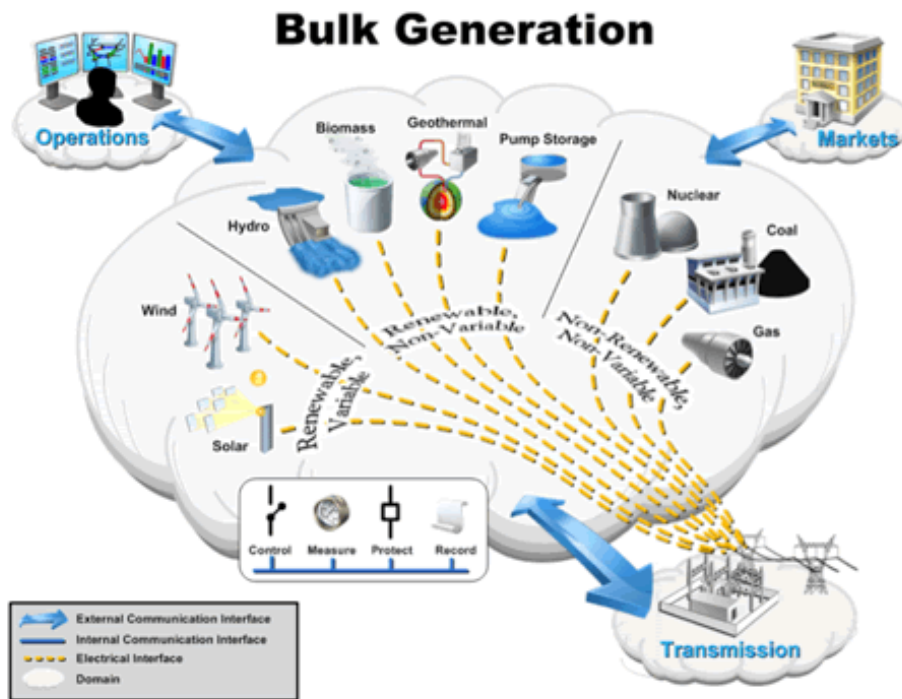 Bulk Generation
Operations
Markets
Biomass
Geothermal
Pump Storage
Hydro
Nuclear
Coal
Wind
Gas
Solar
Renewable,
Variable
Renewable,
Non-Variable
Non-Renewable,
Non-Variable
Control
Measure
Protect
Record
Transmission
External Communication Interface
Internal Communication Interface
Electrical Interface
Domain